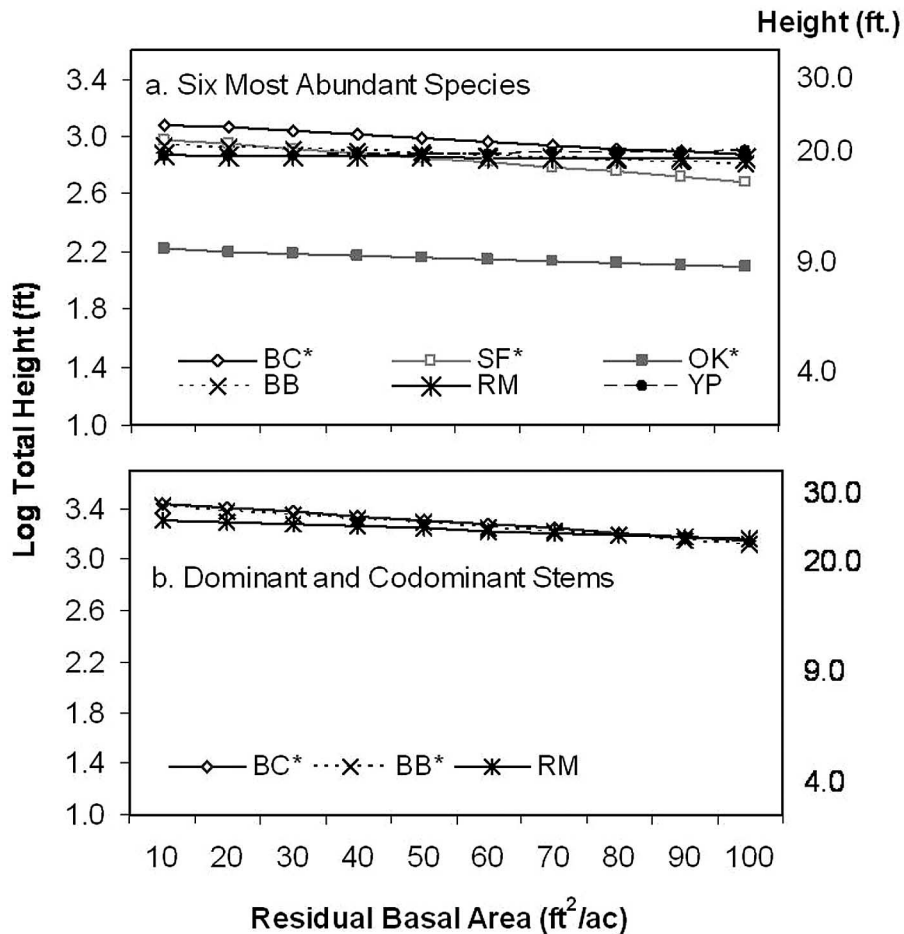 Height (ft.)
a. Six Most Abundant Species
3.4
3.0
2.6
2.2
1.8
1.4
1.0
30.0
20.0
9.0
4.0
BC* SF* OK*
BB RM YP
Log Total Height (ft)
3.4
3.0
2.6
2.2
1.8
1.4
1.0
30.0
20.0
9.0
4.0
b. Dominant and Codominant Stems
BC* BB* RM
10 20 30 40 50 60 70 80 90 100
Residual Basal Area (ft²/ac)